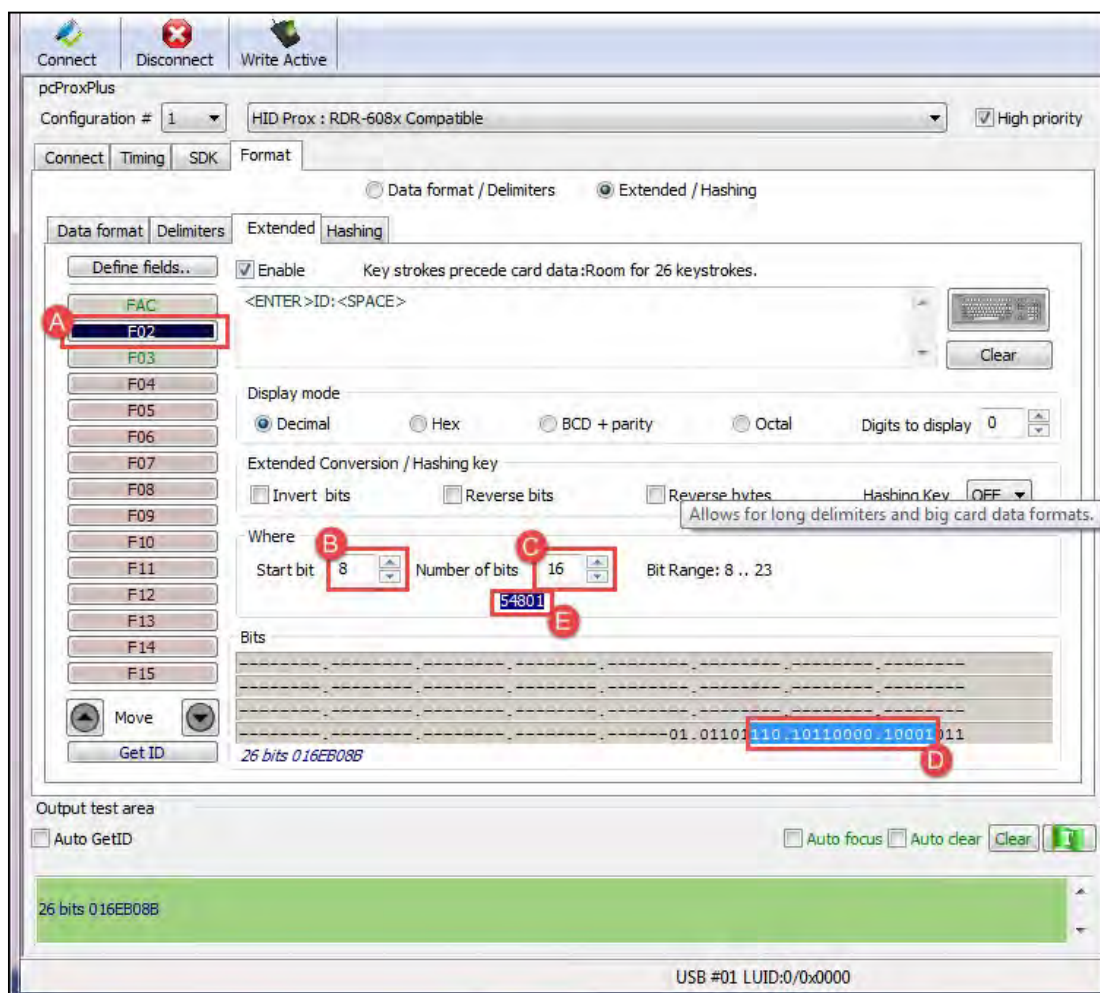 Connect Disconnect Write Active
pcProxPlus
Configuration # 1 HID Prox : RDR-608x Compatible High priority
Connect Timing SDK Format
Data format / Delimiters Extended / Hashing
Data format Delimiters Extended Hashing
Define fields.. Enable Key strokes precede card data:Room for 26 keystrokes.
FAC <ENTER>ID:<SPACE>
A
F02
F03 Clear
F04 Display mode
F05 Decimal Hex BCD + parity Octal Digits to display 0
F06
F07 Extended Conversion / Hashing key
F08 Invert bits Reverse bits Reverse bytes Hashing Key OFF
F09 Allows for long delimiters and big card data formats.
F10 Where B C
F11 Start bit 8 Number of bits 16 Bit Range: 8 .. 23
F12 54801
F13 E
F14 Bits
F15 --------.--------.--------.--------.--------.--------.--------.--------
--------.--------.--------.--------.--------.--------.--------.--------
Move --------.--------.--------.--------.--------.--------.--------.--------
--------.--------.--------.--------.------01.01101110.10110000.10001011
Get ID 26 bits 016EB08B D
Output test area
Auto GetID Auto focus Auto clear Clear
26 bits 016EB08B
USB #01 LUID:0/0x0000